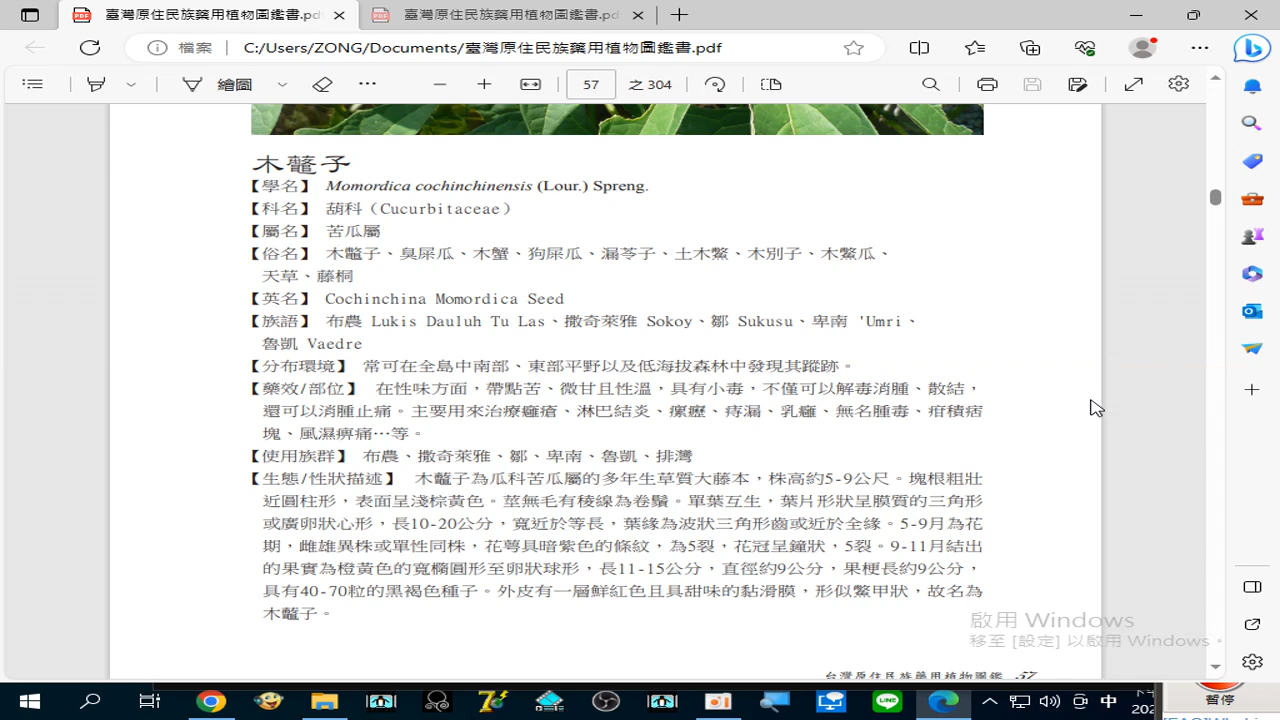 臺灣原住民族藥用植物圖鑑書.pd
臺灣原住民族藥用植物圖鑑書.pdf
檔案
C:/Users/ZONG/Documents/臺灣原住民族藥用植物圖鑑書.pdf
繪圖
57 之 304
木鼈子
【學名】 Momordica cochinchinensis (Lour.) Spreng.
【科名】 葫科（Cucurbitaceae）
【屬名】 苦瓜屬
【俗名】 木鼈子、臭屎瓜、木蟹、狗屎瓜、漏苓子、土木鱉、木別子、木鱉瓜、
天草、藤桐
【英名】 Cochinchina Momordica Seed
【族語】 布農 Lukis Dauluh Tu Las、撒奇萊雅 Sokoy、鄒 Sukusu、卑南 'Umri、
魯凱 Vaedre
【分布環境】 常可在全島中南部、東部平野以及低海拔森林中發現其蹤跡。
【藥效/部位】 在性味方面，帶點苦、微甘且性溫，具有小毒，不僅可以解毒消腫、散結，
還可以消腫止痛。主要用來治療癰瘡、淋巴結炎、瘰癧、痔漏、乳癰、無名腫毒、疳積痞
塊、風濕痹痛…等。
【使用族群】 布農、撒奇萊雅、鄒、卑南、魯凱、排灣
【生態/性狀描述】 木鼈子為瓜科苦瓜屬的多年生草質大藤本，株高約5-9公尺。塊根粗壯
近圓柱形，表面呈淺棕黃色。莖無毛有稜線為卷鬚。單葉互生，葉片形狀呈膜質的三角形
或廣卵狀心形，長10-20公分，寬近於等長，葉緣為波狀三角形齒或近於全緣。5-9月為花
期，雌雄異株或單性同株，花萼具暗紫色的條紋，為5裂，花冠呈鐘狀，5裂。9-11月結出
的果實為橙黃色的寬橢圓形至卵狀球形，長11-15公分，直徑約9公分，果梗長約9公分，
具有40-70粒的黑褐色種子。外皮有一層鮮紅色且具甜味的黏滑膜，形似鱉甲狀，故名為
木鼈子。
啟用 Windows
移至 [設定] 以啟用 Windows。
台灣原住民族藥用植物圖鑑 57
中
暫停